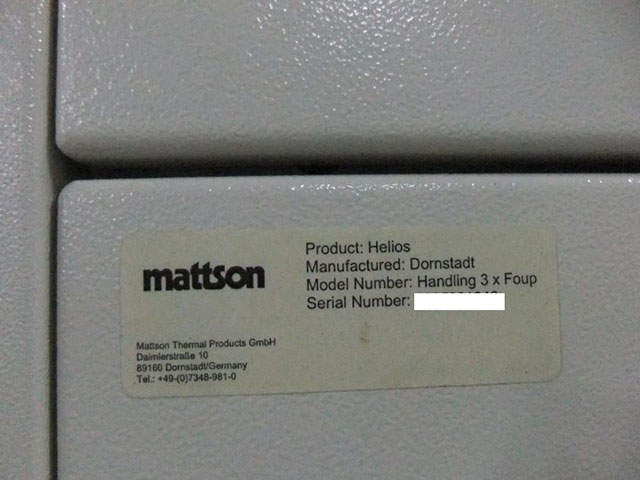 mattson
Product: Helios
Manufactured: Dornstadt
Model Number: Handling 3 x Foup
Serial Number:
Mattson Thermal Products GmbH
Daimlerstraße 10
89160 Dornstadt/Germany
Tel.: +49-(0)7348-981-0